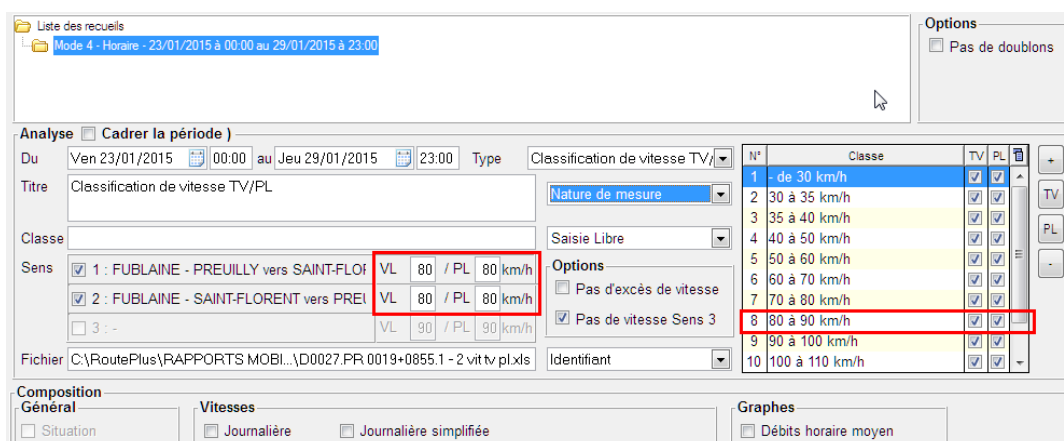 Liste des recueils
Mode 4 - Horaire - 23/01/2015 à 00:00 au 29/01/2015 à 23:00
Options
Pas de doublons
Analyse Cadrer la période )
Du Ven 23/01/2015 00:00 au Jeu 29/01/2015 23:00 Type Classification de vitesse TV/
Titre Classification de vitesse TV/PL
Nature de mesure
Classe Saisie Libre
Sens 1 : FUBLAINE - PREUILLY vers SAINT-FLOF VL 80 / PL 80 km/h
2 : FUBLAINE - SAINT-FLORENT vers PREU VL 80 / PL 80 km/h
3 : - VL 90 / PL 90 km/h
Options
Pas d'excès de vitesse
Pas de vitesse Sens 3
Fichier C:\RoutePlus\RAPPORTS MOBI...\D0027.PR 0019+0855.1 - 2 vit tv pl.xls Identifiant
N° Classe TV PL
1 - de 30 km/h
2 30 à 35 km/h
3 35 à 40 km/h
4 40 à 50 km/h
5 50 à 60 km/h
6 60 à 70 km/h
7 70 à 80 km/h
8 80 à 90 km/h
9 90 à 100 km/h
10 100 à 110 km/h
+
TV
PL
-
Composition
Général
Situation
Vitesses
Journalière Journalière simplifiée
Graphes
Débits horaire moyen